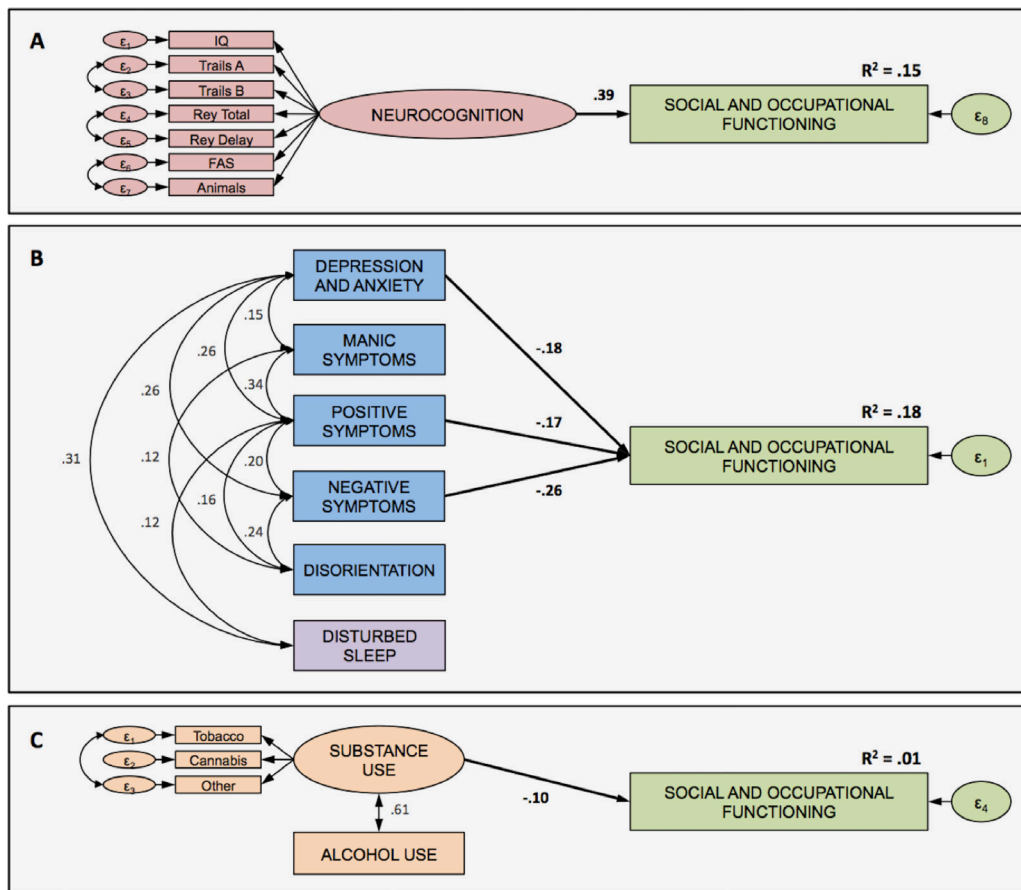 A
ε1
IQ
ε2
Trails A
ε3
Trails B
ε4
Rey Total
ε5
Rey Delay
ε6
FAS
ε7
Animals
NEUROCOGNITION
.39
R² = .15
SOCIAL AND OCCUPATIONAL
FUNCTIONING
ε8
B
DEPRESSION
AND ANXIETY
MANIC
SYMPTOMS
POSITIVE
SYMPTOMS
NEGATIVE
SYMPTOMS
DISORIENTATION
DISTURBED
SLEEP
.15
.26
.34
.26
.31
.12
.20
.16
.12
.24
-.18
-.17
-.26
R² = .18
SOCIAL AND OCCUPATIONAL
FUNCTIONING
ε1
C
ε1
Tobacco
ε2
Cannabis
ε3
Other
SUBSTANCE
USE
.61
ALCOHOL USE
-.10
R² = .01
SOCIAL AND OCCUPATIONAL
FUNCTIONING
ε4